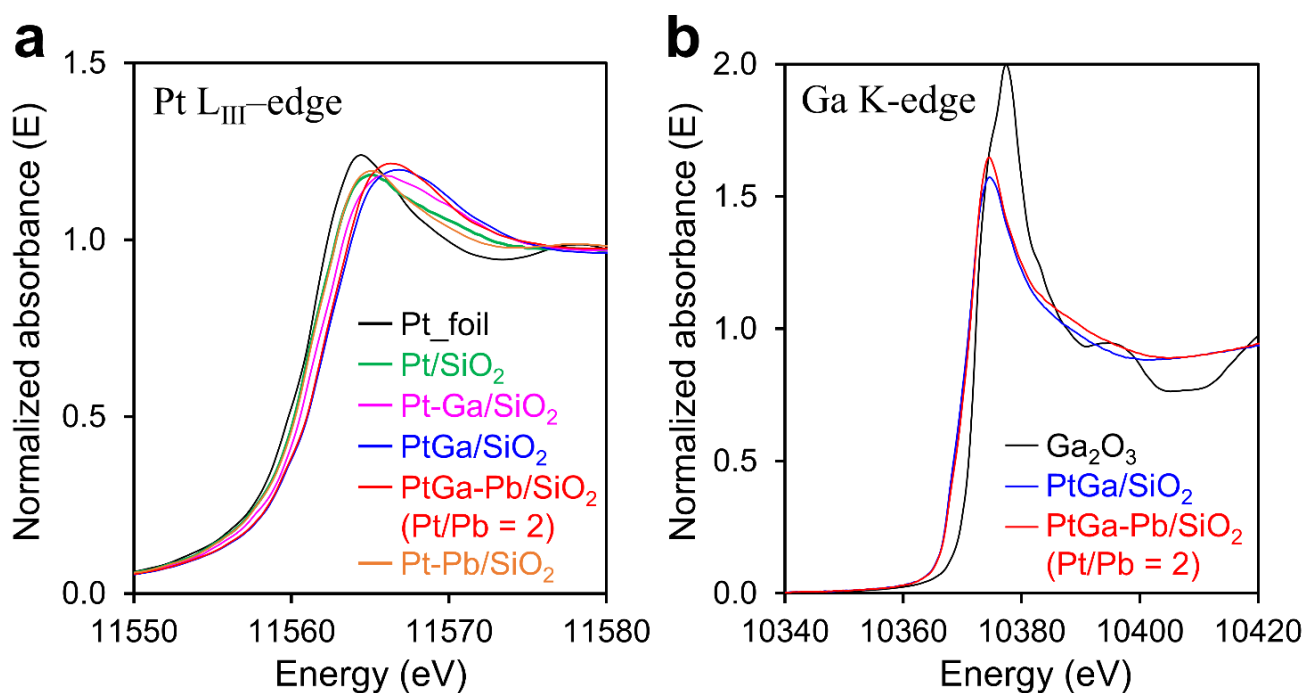 a
Pt L_III–edge
Normalized absorbance (E)
1.5
1.0
0.5
0.0
Pt_foil
Pt/SiO₂
Pt-Ga/SiO₂
PtGa/SiO₂
PtGa-Pb/SiO₂
(Pt/Pb = 2)
Pt-Pb/SiO₂
11550 11560 11570 11580
Energy (eV)
b
Ga K-edge
Normalized absorbance (E)
2.0
1.5
1.0
0.5
0.0
Ga₂O₃
PtGa/SiO₂
PtGa-Pb/SiO₂
(Pt/Pb = 2)
10340 10360 10380 10400 10420
Energy (eV)